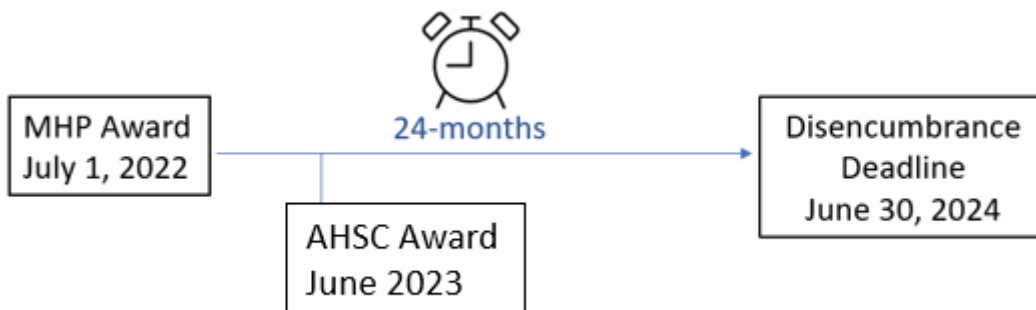 MHP Award
July 1, 2022
24-months
Disencumbrance
Deadline
June 30, 2024
AHSC Award
June 2023